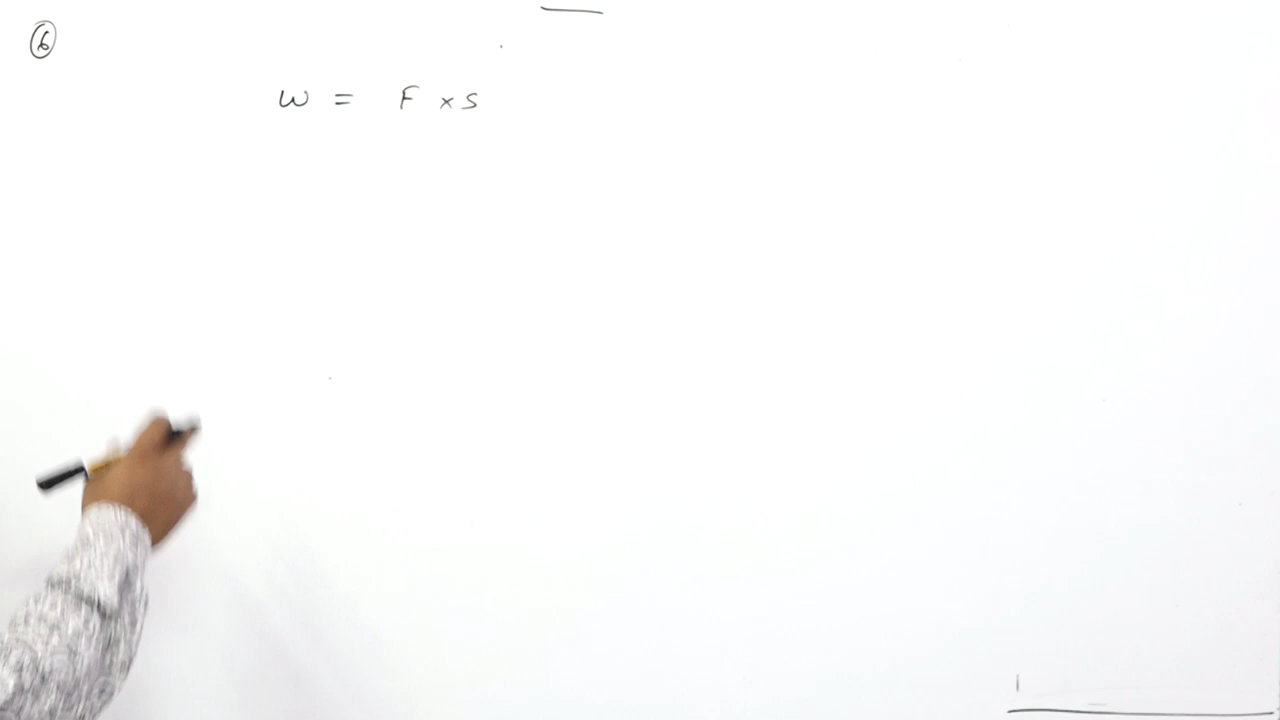 ⑥
W = F × S